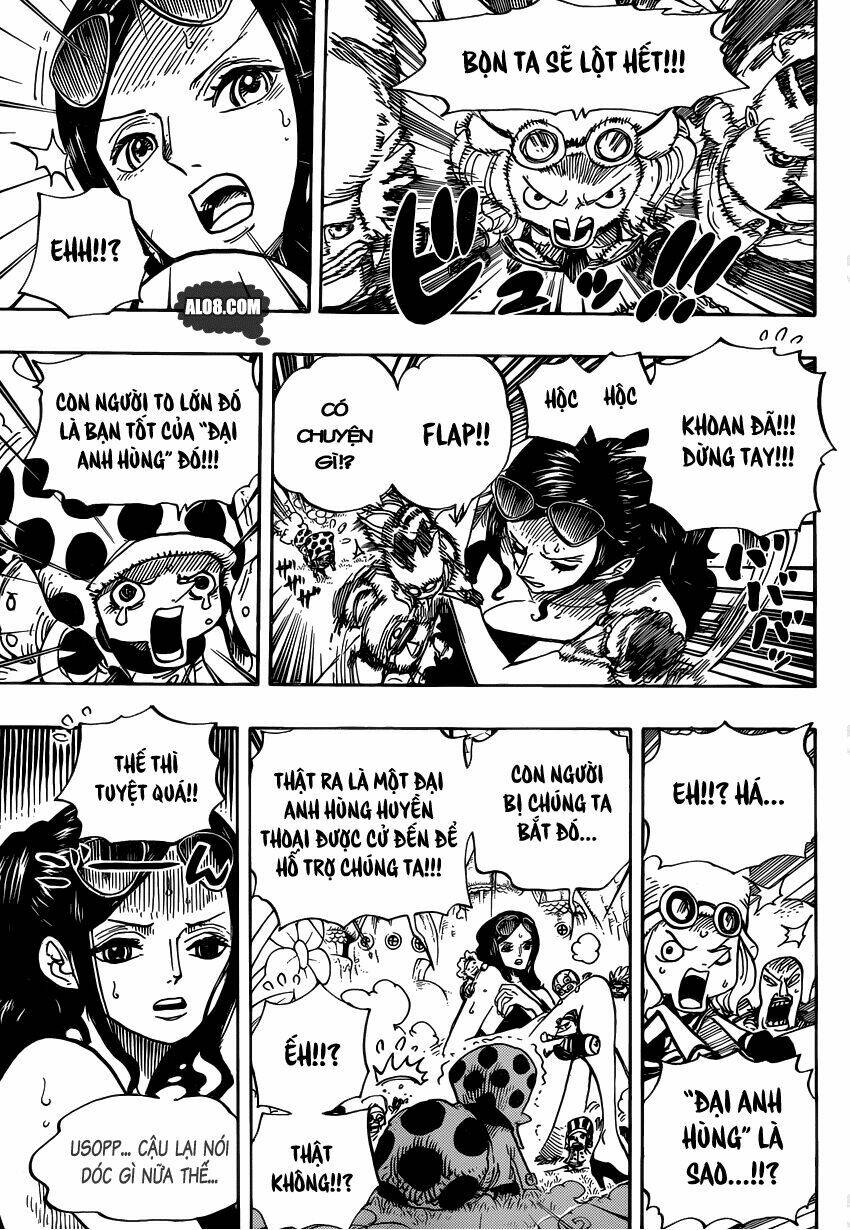 BỌN TA SẼ LỘT HẾT!!!
ビュッ!!!
EHH!!?
ALO8.COM
KHOAN ĐÃ!!!
DỪNG TAY!!!
HỘC HỘC
FLAP!!
CÓ
CHUYỆN
GÌ!?
CON NGƯỜI TO LỚN ĐÓ
LÀ BẠN TỐT CỦA “ĐẠI
ANH HÙNG” ĐÓ!!!
EH!!? HÁ...
“ĐẠI ANH
HÙNG” LÀ
SAO...!!?
CON NGƯỜI
BỊ CHÚNG TA
BẮT ĐÓ...
THẬT RA LÀ MỘT ĐẠI
ANH HÙNG HUYỀN
THOẠI ĐƯỢC CỬ ĐẾN ĐỂ
HỖ TRỢ CHÚNG TA!!!
ẾH!!?
THẬT
KHÔNG!!?
THẾ THÌ
TUYỆT QUÁ!!
USOPP... CẬU LẠI NÓI
DÓC GÌ NỮA THẾ...